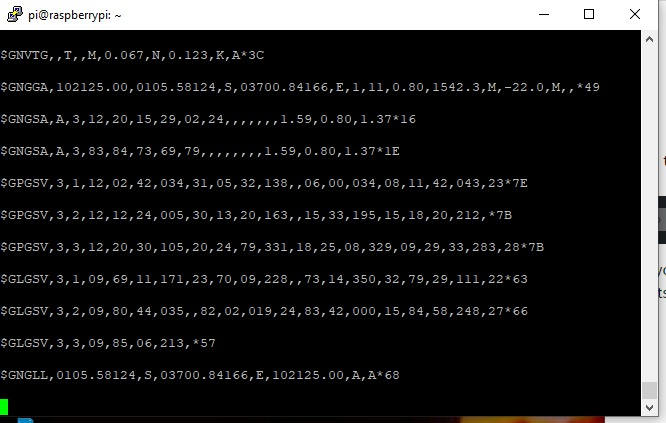 pi@raspberrypi: ~
$GNVTG,,T,,M,0.067,N,0.123,K,A*3C
$GNGGA,102125.00,0105.58124,S,03700.84166,E,1,11,0.80,1542.3,M,-22.0,M,,*49
$GNGSA,A,3,12,20,15,29,02,24,,,,,,,1.59,0.80,1.37*16
$GNGSA,A,3,83,84,73,69,79,,,,,,,,1.59,0.80,1.37*1E
$GPGSV,3,1,12,02,42,034,31,05,32,138,,06,00,034,08,11,42,043,23*7E
$GPGSV,3,2,12,12,24,005,30,13,20,163,,15,33,195,15,18,20,212,*7B
$GPGSV,3,3,12,20,30,105,20,24,79,331,18,25,08,329,09,29,33,283,28*7B
$GLGSV,3,1,09,69,11,171,23,70,09,228,,73,14,350,32,79,29,111,22*63
$GLGSV,3,2,09,80,44,035,,82,02,019,24,83,42,000,15,84,58,248,27*66
$GLGSV,3,3,09,85,06,213,*57
$GNGLL,0105.58124,S,03700.84166,E,102125.00,A,A*68